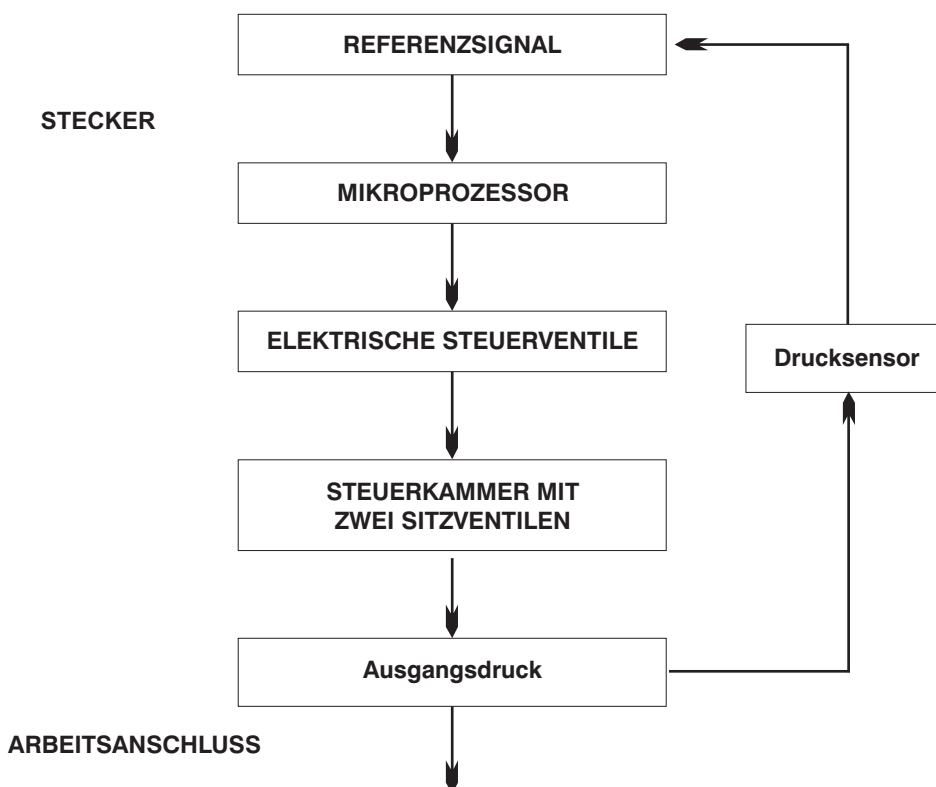 REFERENZSIGNAL
STECKER
MIKROPROZESSOR
ELEKTRISCHE STEUERVENTILE
Drucksensor
STEUERKAMMER MIT
ZWEI SITZVENTILEN
Ausgangsdruck
ARBEITSANSCHLUSS